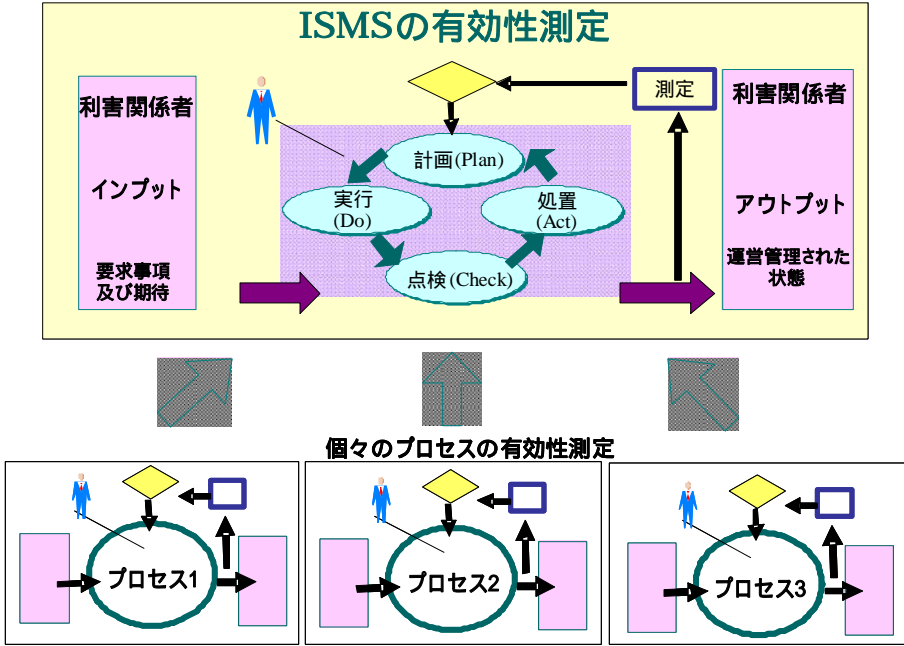 ISMSの有効性測定
利害関係者
インプット
要求事項
及び期待
計画(Plan)
実行
(Do)
処置
(Act)
点検(Check)
測定
利害関係者
アウトプット
運営管理された
状態
個々のプロセスの有効性測定
プロセス1
プロセス2
プロセス3